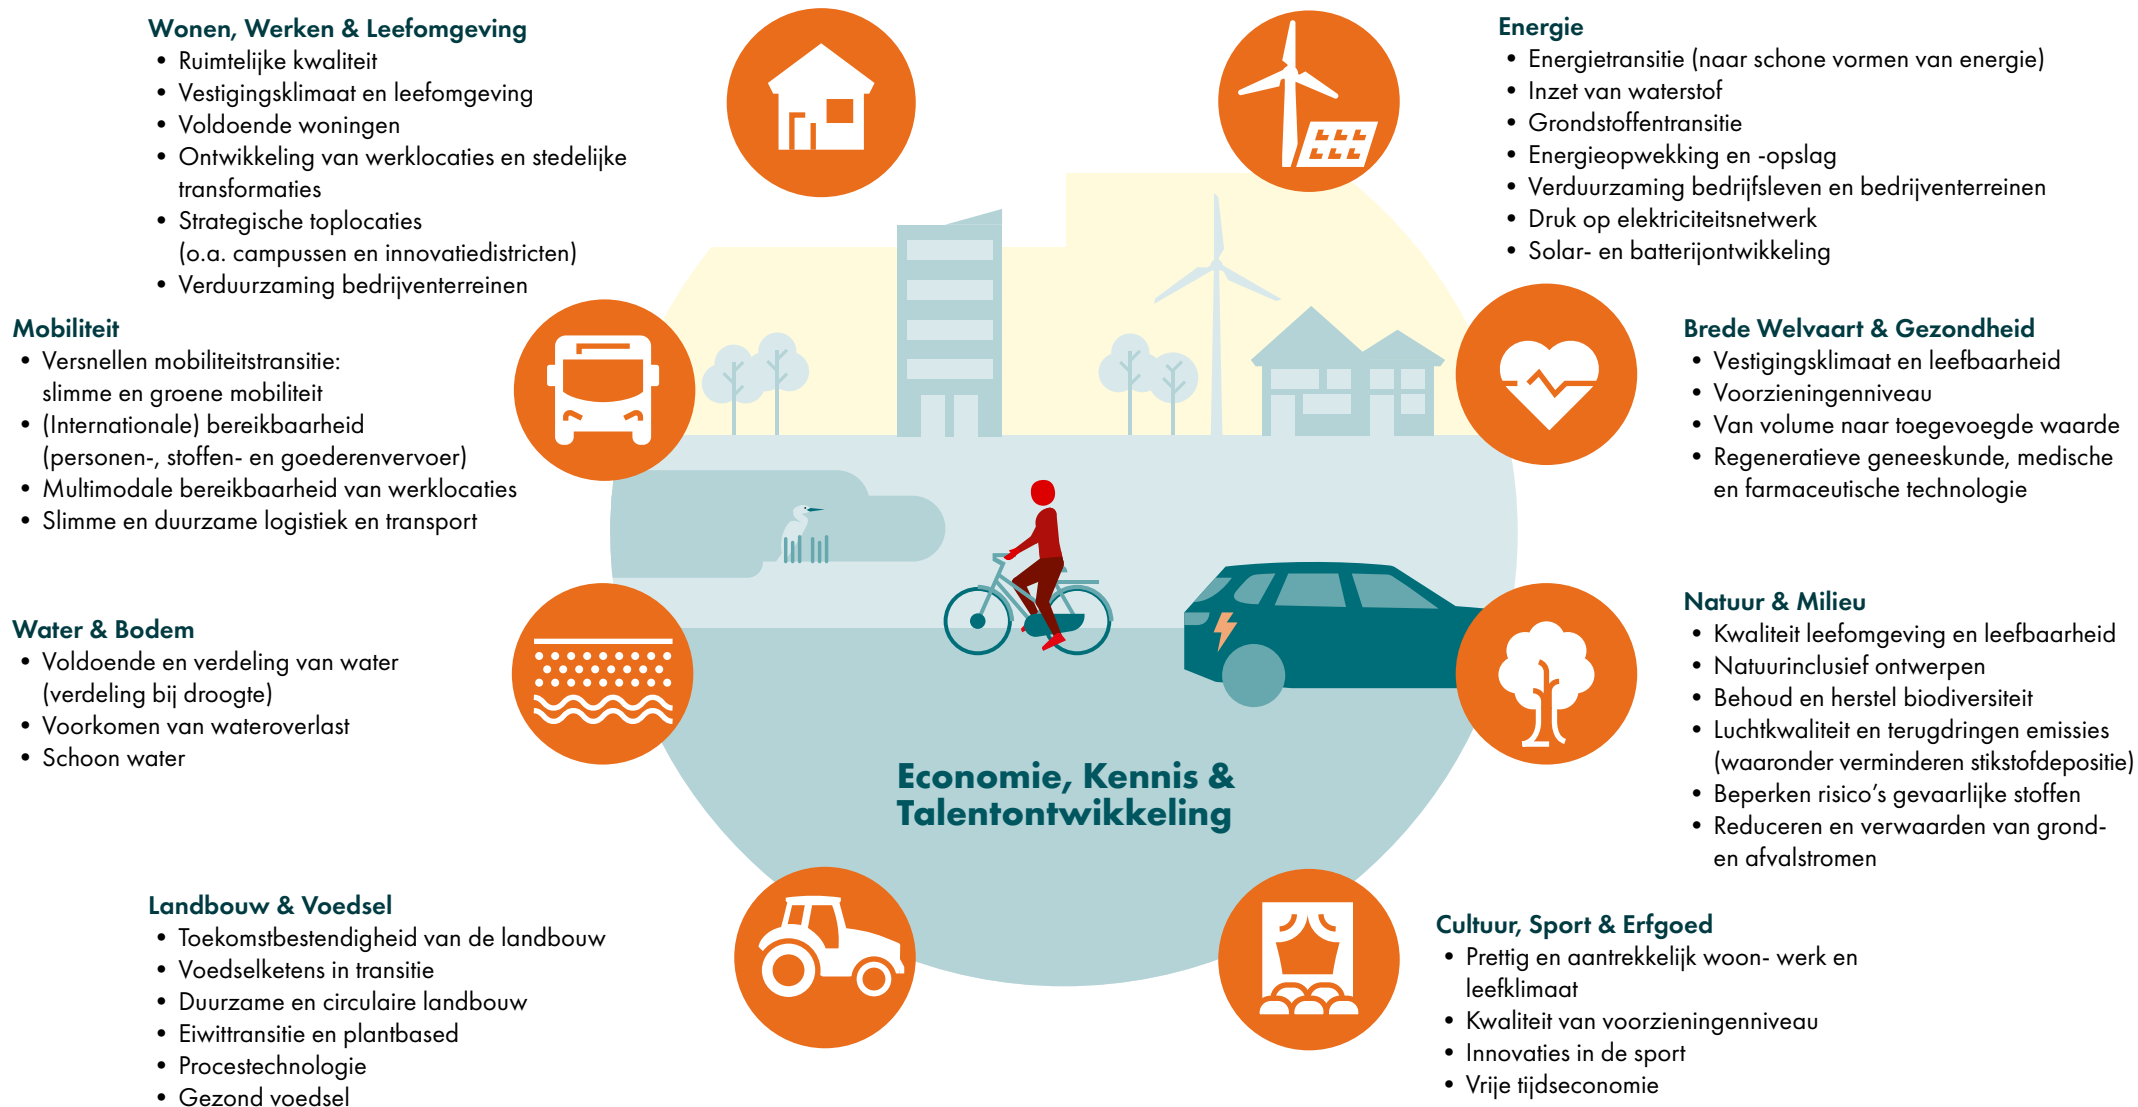 Wonen, Werken & Leefomgeving
• Ruimtelijke kwaliteit
• Vestigingsklimaat en leefomgeving
• Voldoende woningen
• Ontwikkeling van werklocaties en stedelijke
transformaties
• Strategische toplocaties
(o.a. campussen en innovatiedistricten)
• Verduurzaming bedrijventerreinen
Mobiliteit
• Versnellen mobiliteitstransitie:
slimme en groene mobiliteit
• (Internationale) bereikbaarheid
(personen-, stoffen- en goederenvervoer)
• Multimodale bereikbaarheid van werklocaties
• Slimme en duurzame logistiek en transport
Water & Bodem
• Voldoende en verdeling van water
(verdeling bij droogte)
• Voorkomen van wateroverlast
• Schoon water
Landbouw & Voedsel
• Toekomstbestendigheid van de landbouw
• Voedselketens in transitie
• Duurzame en circulaire landbouw
• Eiwittransitie en plantbased
• Procestechnologie
• Gezond voedsel
Economie, Kennis &
Talentontwikkeling
Energie
• Energietransitie (naar schone vormen van energie)
• Inzet van waterstof
• Grondstoffentransitie
• Energieopwekking en -opslag
• Verduurzaming bedrijfsleven en bedrijventerreinen
• Druk op elektriciteitsnetwerk
• Solar- en batterijontwikkeling
Brede Welvaart & Gezondheid
• Vestigingsklimaat en leefbaarheid
• Voorzieningenniveau
• Van volume naar toegevoegde waarde
• Regeneratieve geneeskunde, medische
en farmaceutische technologie
Natuur & Milieu
• Kwaliteit leefomgeving en leefbaarheid
• Natuurinclusief ontwerpen
• Behoud en herstel biodiversiteit
• Luchtkwaliteit en terugdringen emissies
(waaronder verminderen stikstofdepositie)
• Beperken risico’s gevaarlijke stoffen
• Reduceren en verwaarden van grond-
en afvalstromen
Cultuur, Sport & Erfgoed
• Prettig en aantrekkelijk woon- werk en
leefklimaat
• Kwaliteit van voorzieningenniveau
• Innovaties in de sport
• Vrije tijdseconomie